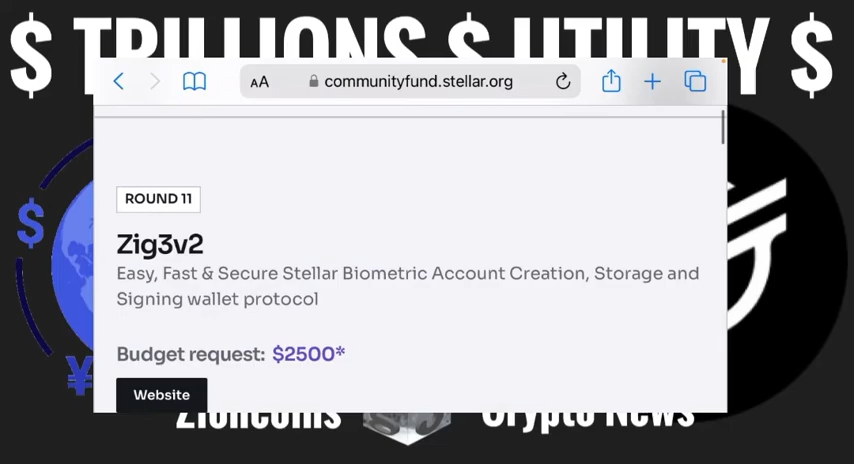 $ TRILLIONS $ UTILITY $
AA communityfund.stellar.org
ROUND 11
Zig3v2
Easy, Fast & Secure Stellar Biometric Account Creation, Storage and
Signing wallet protocol
Budget request: $2500*
Website
$
¥
Zioncoins Crypto News